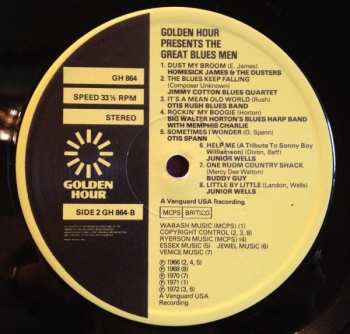 GOLDEN HOUR
PRESENTS THE
GREAT BLUES MEN
1. DUST MY BROOM (E. James)
HOMESICK JAMES & THE DUSTERS
2. THE BLUES KEEP FALLING
(Composer Unknown)
JIMMY COTTON BLUES QUARTET
3. IT'S A MEAN OLD WORLD (Rush)
OTIS RUSH BLUES BAND
4. ROCKIN' MY BOOGIE (Horton)
BIG WALTER HORTON'S BLUES HARP BAND
WITH MEMPHIS CHARLIE
5. SOMETIMES I WONDER (O. Spann)
OTIS SPANN
6. HELP ME (A Tribute To Sonny Boy
Williamson) (Dixon, Bett)
JUNIOR WELLS
7. ONE ROOM COUNTRY SHACK
(Mercy Dee Walton)
BUDDY GUY
8. LITTLE BY LITTLE (London, Wells)
JUNIOR WELLS
A Vanguard USA Recording
MCPS BRITICO
WABASH MUSIC (MCPS) (1)
COPYRIGHT CONTROL (2, 3, 8)
RYERSON MUSIC (MCPS) (4)
ESSEX MUSIC (5) JEWEL MUSIC (6)
VENICE MUSIC (7)
℗ 1966 (2, 4, 5)
℗ 1968 (8)
℗ 1970 (7)
℗ 1971 (1)
℗ 1972 (3, 6)
A Vanguard USA
Recording
GH 864
SPEED 33⅓ RPM
STEREO
GOLDEN
HOUR
SIDE 2 GH 864-B